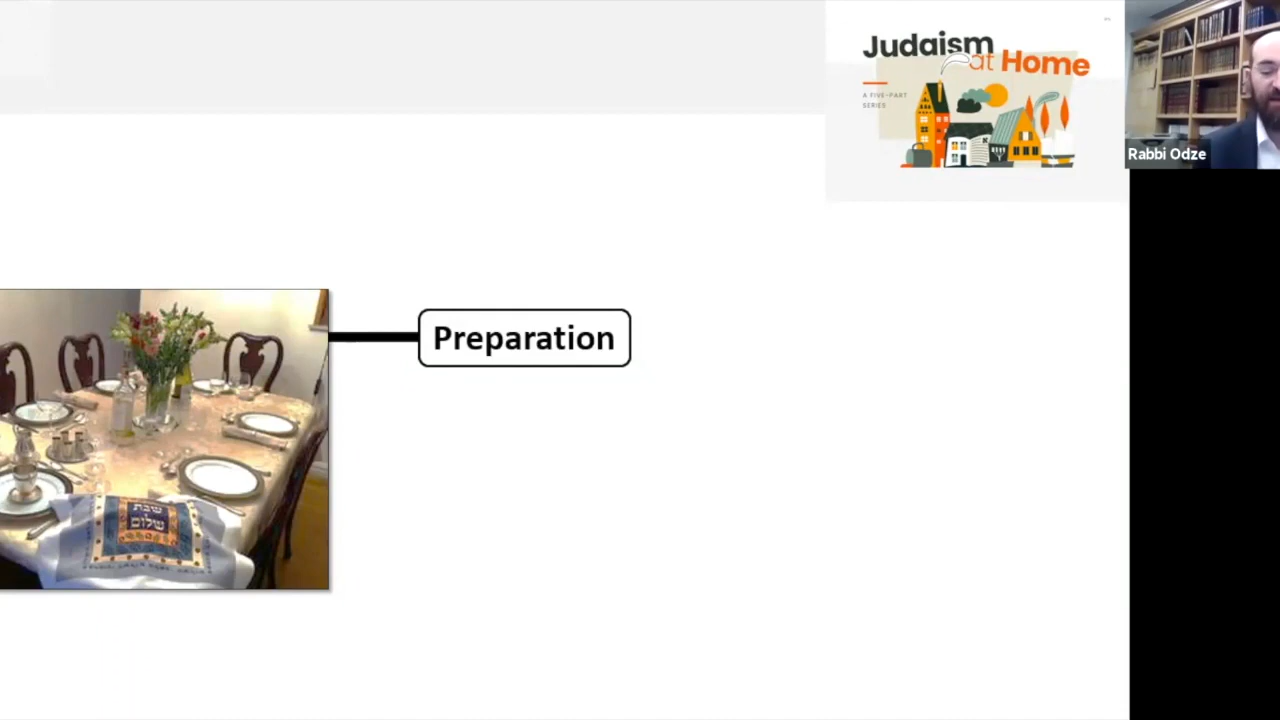 Judaism
at Home
A FIVE-PART
SERIES
Rabbi Odze
Preparation
שבת
שלום